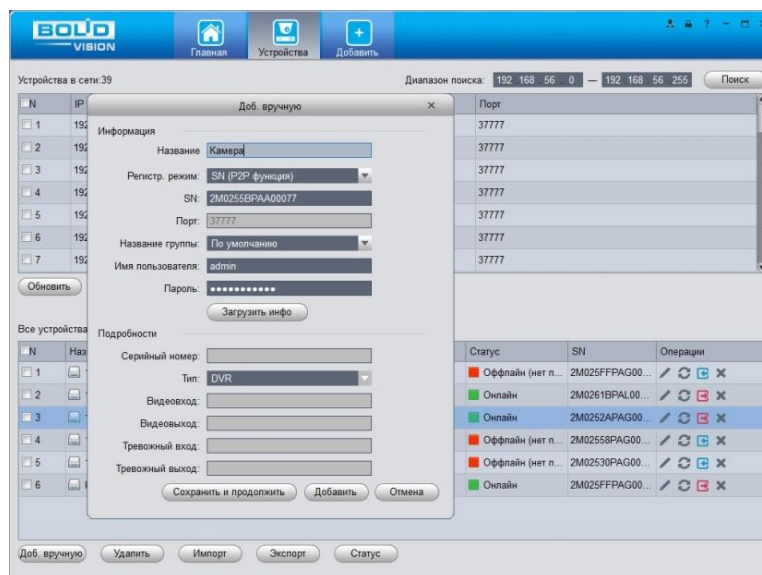 BOLID
VISION
Главная
Устройства
Добавить
Устройства в сети:39
Диапазон поиска: 192 168 56 0 — 192 168 56 255 Поиск
N IP Порт
1 192 37777
2 192 37777
3 192 37777
4 192 37777
5 192 37777
6 192 37777
7 192 37777
Обновить
Доб. вручную
Информация
Название Камера
Регистр. режим: SN (P2P функция)
SN: 2M0255BPAA00077
Порт: 37777
Название группы: По умолчанию
Имя пользователя: admin
Пароль: ●●●●●●●●●●●
Загрузить инфо
Подробности
Серийный номер:
Тип: DVR
Видеовход:
Видеовыход:
Тревожный вход:
Тревожный выход:
Сохранить и продолжить Добавить Отмена
Все устройства
N Наз Статус SN Операции
1 Оффлайн (нет п... 2M025FFPAG00...
2 Онлайн 2M0261BPAL00...
3 Онлайн 2M0252APAG00...
4 Оффлайн (нет п... 2M02558PAG00...
5 Оффлайн (нет п... 2M02530PAG00...
6 Онлайн 2M025FFPAG00...
Доб. вручную Удалить Импорт Экспорт Статус